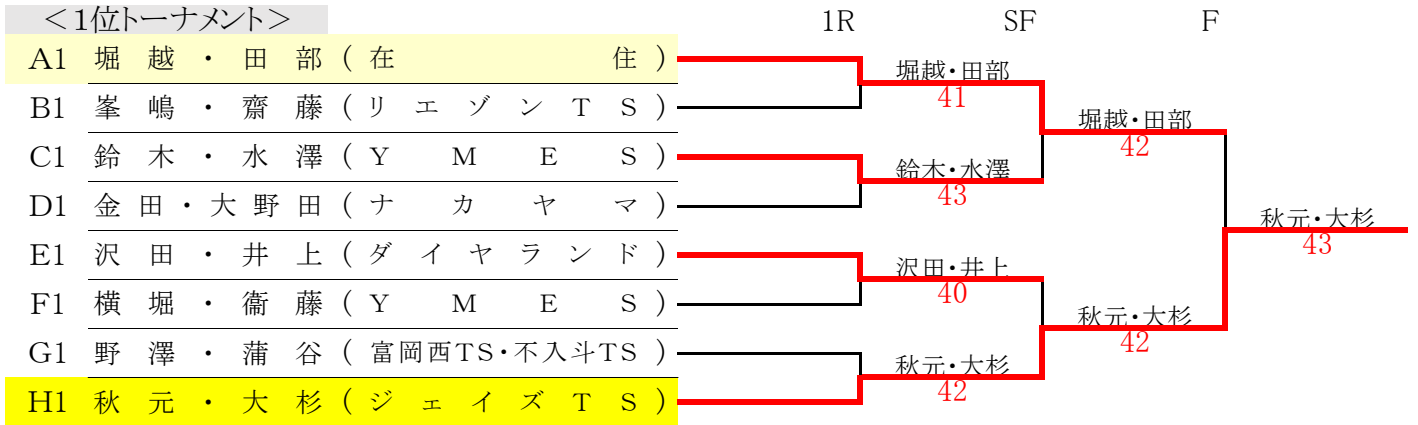 ＜1位トーナメント＞ 1R SF F
A1 堀越・田部(在住)
B1 峯嶋・齋藤(リエゾンTS)
C1 鈴木・水澤(YMES)
D1 金田・大野田(ナカヤマ)
E1 沢田・井上(ダイヤランド)
F1 横堀・衞藤(YMES)
G1 野澤・蒲谷(富岡西TS・不入斗TS)
H1 秋元・大杉(ジェイズTS)
堀越・田部
41
鈴木・水澤
43
沢田・井上
40
秋元・大杉
42
堀越・田部
42
秋元・大杉
42
秋元・大杉
43